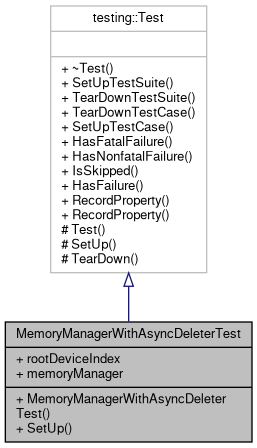 testing::Test
+ ~Test()
+ SetUpTestSuite()
+ TearDownTestSuite()
+ TearDownTestCase()
+ SetUpTestCase()
+ HasFatalFailure()
+ HasNonfatalFailure()
+ IsSkipped()
+ HasFailure()
+ RecordProperty()
+ RecordProperty()
# Test()
# SetUp()
# TearDown()
MemoryManagerWithAsyncDeleterTest
+ rootDeviceIndex
+ memoryManager
+ MemoryManagerWithAsyncDeleter
Test()
+ SetUp()